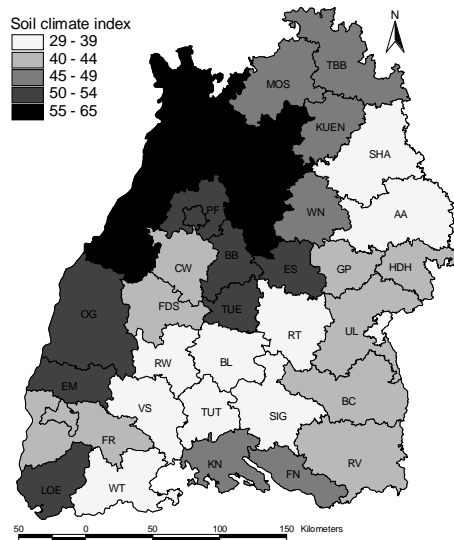 Soil climate index
29 - 39
40 - 44
45 - 49
50 - 54
55 - 65
N
TBB
MOS
KUEN
SHA
PF
WN
AA
CW
BB
ES
GP
HDH
OG
FDS
TUE
RT
UL
RW
BL
EM
VS
TUT
SIG
BC
FR
KN
FN
RV
LOE
WT
50 0 50 100 150 Kilometers